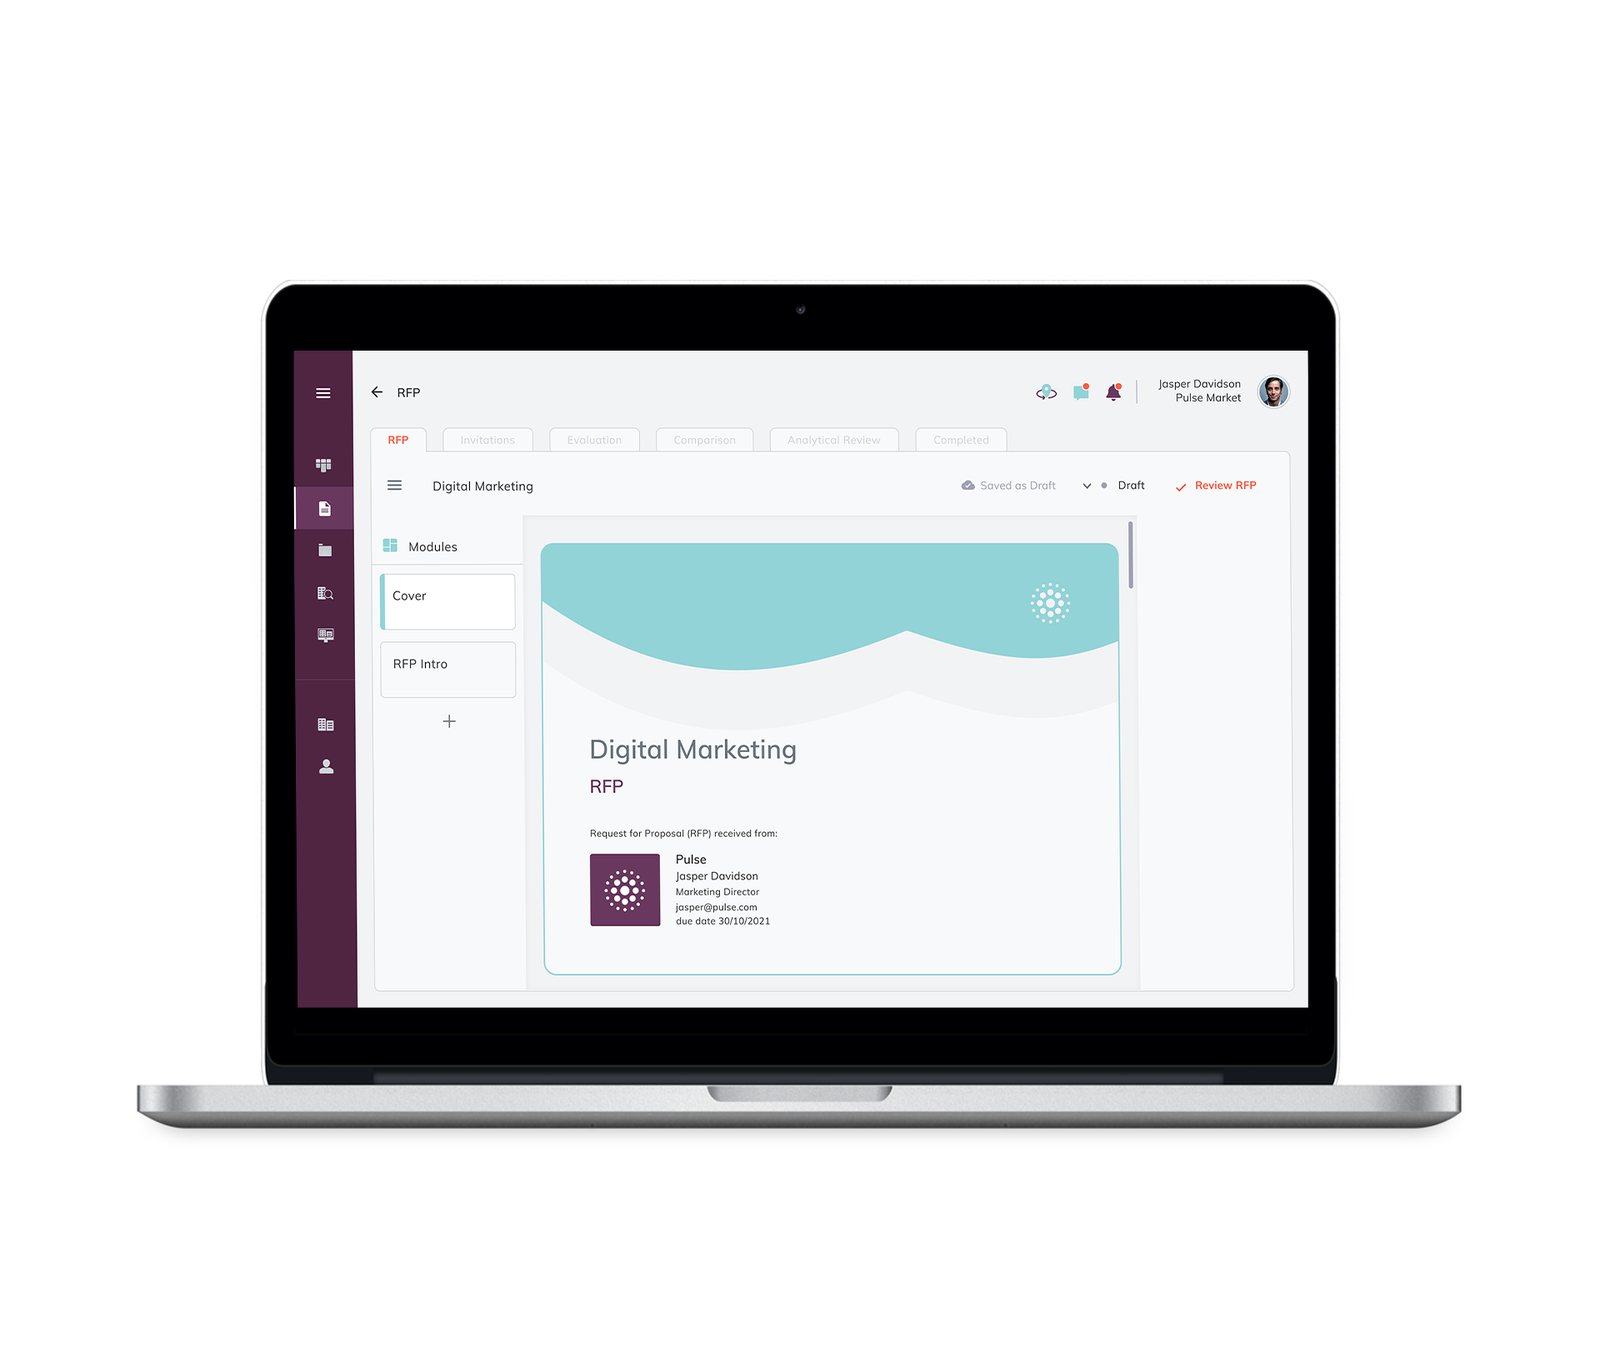 RFP
Jasper Davidson
Pulse Market
RFP
Invitations
Evaluation
Comparison
Analytical Review
Completed
Digital Marketing
Saved as Draft
Draft
Review RFP
Modules
Cover
RFP Intro
Digital Marketing
RFP
Request for Proposal (RFP) received from:
Pulse
Jasper Davidson
Marketing Director
jasper@pulse.com
due date 30/10/2021